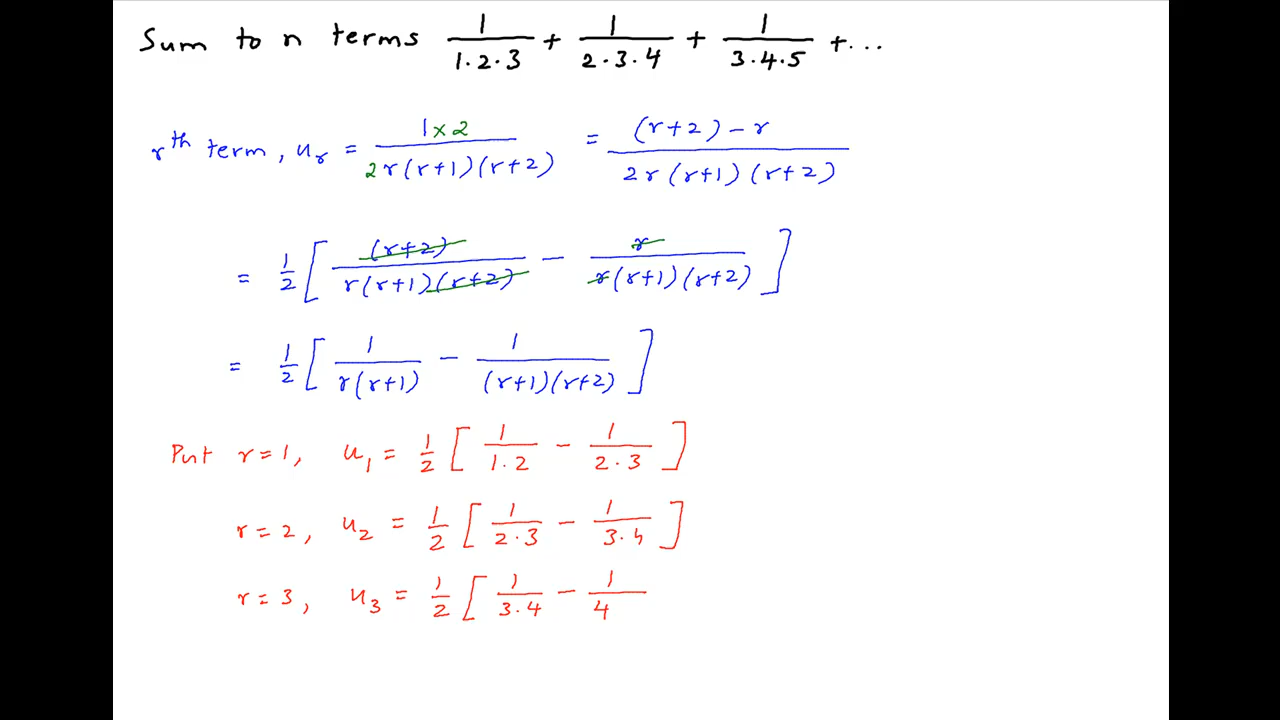 Sum to n terms 1/(1·2·3) + 1/(2·3·4) + 1/(3·4·5) + ...
rth term, u_r = (1×2)/(2r(r+1)(r+2)) = ((r+2)-r)/(2r(r+1)(r+2))
= 1/2 [ (r+2)/(r(r+1)(r+2)) - r/(r(r+1)(r+2)) ]
= 1/2 [ 1/(r(r+1)) - 1/((r+1)(r+2)) ]
Put r=1, u_1 = 1/2 [ 1/(1·2) - 1/(2·3) ]
r=2, u_2 = 1/2 [ 1/(2·3) - 1/(3·4) ]
r=3, u_3 = 1/2 [ 1/(3·4) - 1/4